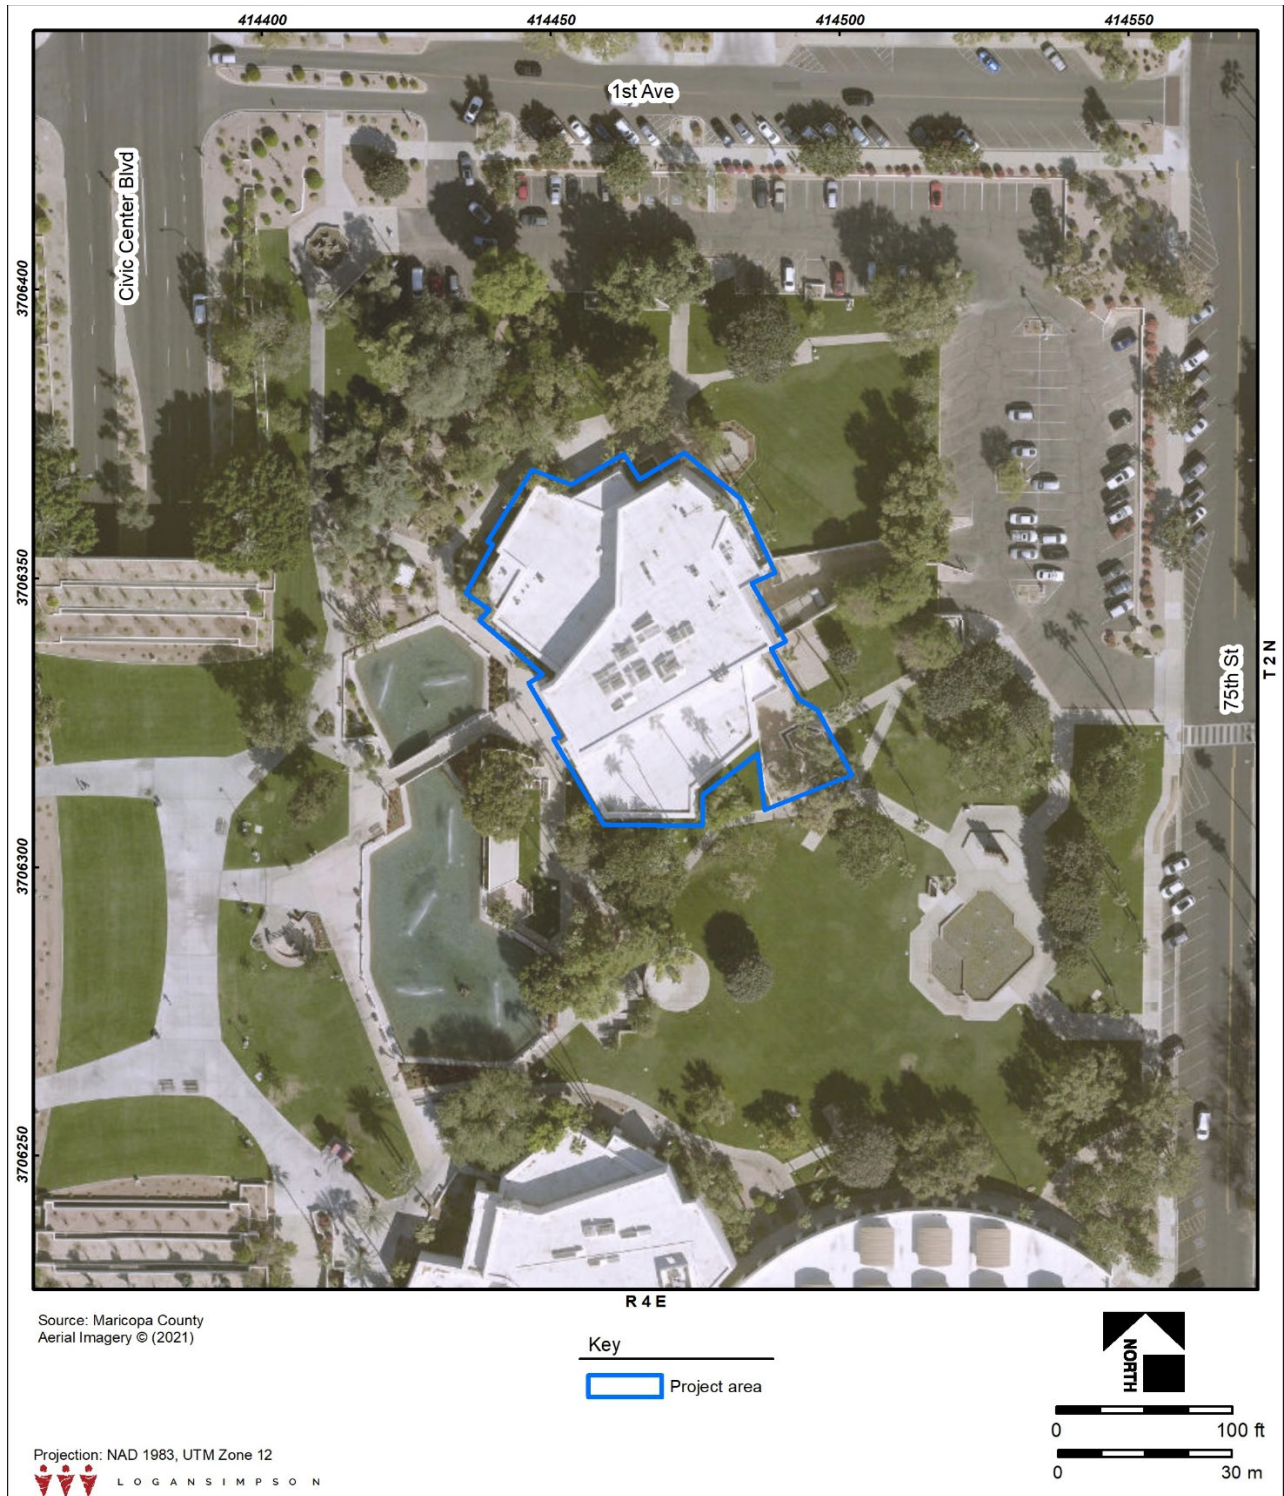 414400 414450 414500 414550
1st Ave
Civic Center Blvd
3706400
3706350
75th St
T 2 N
3706300
3706250
R 4 E
Source: Maricopa County
Aerial Imagery © (2021)
Key
Project area
NORTH
0 100 ft
0 30 m
Projection: NAD 1983, UTM Zone 12
LOGANSIMPSON